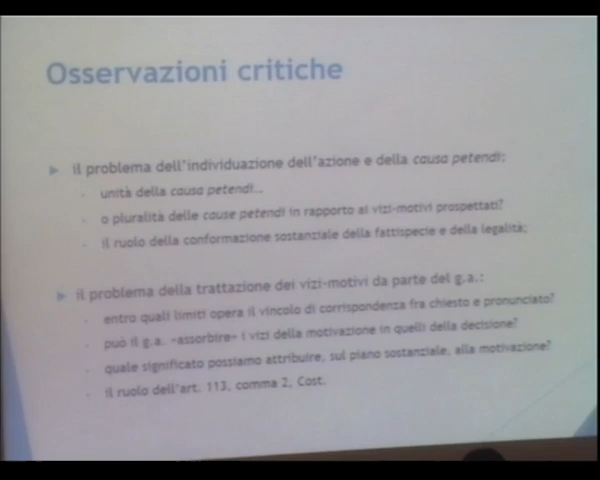 Osservazioni critiche
il problema dell'individuazione dell'azione e della causa petendi:
unità della causa petendi…
o pluralità delle cause petendi in rapporto ai vizi-motivi prospettati?
il ruolo della conformazione sostanziale della fattispecie e della legalità;
il problema della trattazione dei vizi-motivi da parte del g.a.:
entro quali limiti opera il vincolo di corrispondenza fra chiesto e pronunciato?
può il g.a. «assorbire» i vizi della motivazione in quelli della decisione?
quale significato possiamo attribuire, sul piano sostanziale, alla motivazione?
il ruolo dell'art. 113, comma 2, Cost.